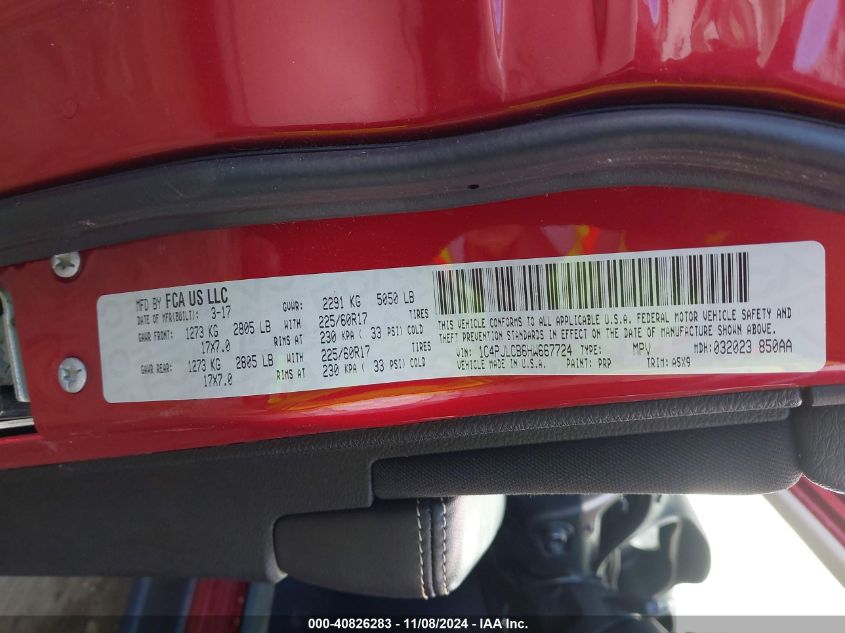 MFD BY FCA US LLC
DATE OF MFR(BUILT): 3-17 GVWR: 2291 KG 5050 LB
GAWR FRONT: 1273 KG 2805 LB WITH 225/60R17 TIRES
17X7.0 RIMS AT 230 KPA ( 33 PSI) COLD
GAWR REAR: 1273 KG 2805 LB WITH 225/60R17 TIRES
17X7.0 RIMS AT 230 KPA ( 33 PSI) COLD
THIS VEHICLE CONFORMS TO ALL APPLICABLE U.S.A. FEDERAL MOTOR VEHICLE SAFETY AND
THEFT PREVENTION STANDARDS IN EFFECT ON THE DATE OF MANUFACTURE SHOWN ABOVE.
VIN: 1C4PJLCB6HW667724 TYPE: MPV MDH: 032023 850AA
VEHICLE MADE IN U.S.A. PAINT: PRP TRIM: A5X9
000-40826283 - 11/08/2024 - IAA Inc.